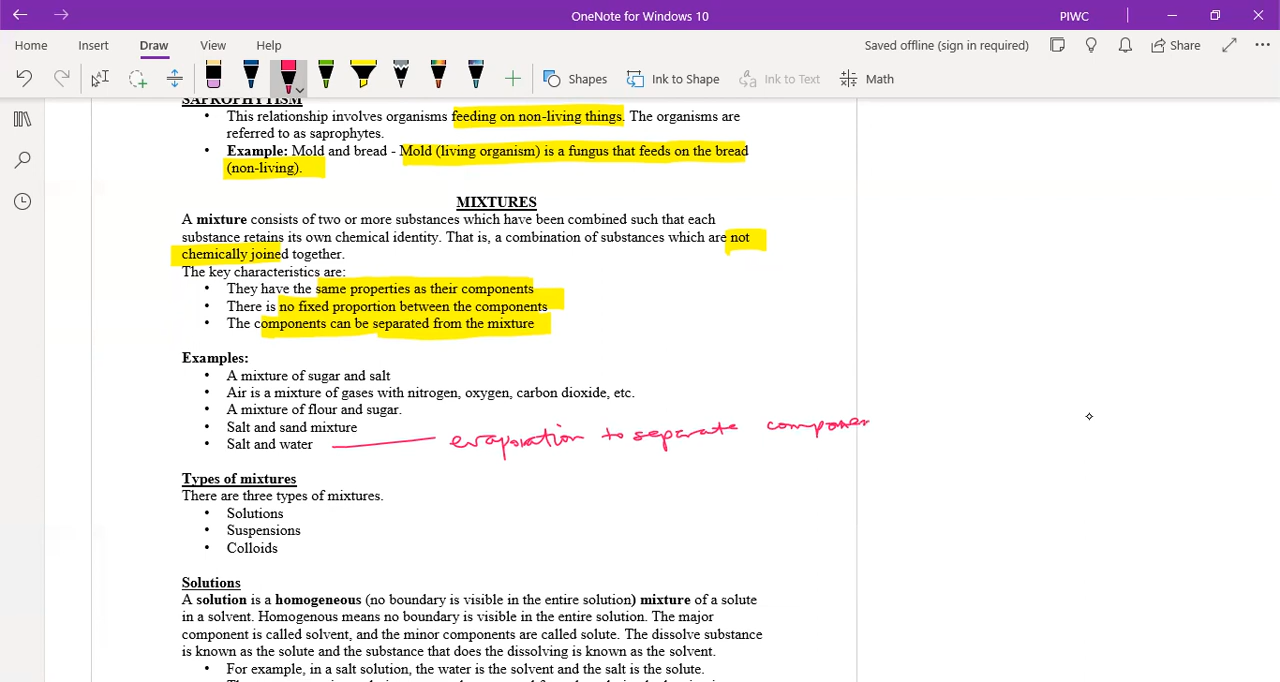 OneNote for Windows 10
PIWC
Home Insert Draw View Help
Saved offline (sign in required)
Share
Shapes
Ink to Shape
Ink to Text
Math
SAPROPHYTISM
• This relationship involves organisms feeding on non-living things. The organisms are
referred to as saprophytes.
• Example: Mold and bread - Mold (living organism) is a fungus that feeds on the bread
(non-living).
MIXTURES
A mixture consists of two or more substances which have been combined such that each
substance retains its own chemical identity. That is, a combination of substances which are not
chemically joined together.
The key characteristics are:
• They have the same properties as their components
• There is no fixed proportion between the components
• The components can be separated from the mixture
Examples:
• A mixture of sugar and salt
• Air is a mixture of gases with nitrogen, oxygen, carbon dioxide, etc.
• A mixture of flour and sugar.
• Salt and sand mixture
• Salt and water evaporation to separate componen
Types of mixtures
There are three types of mixtures.
• Solutions
• Suspensions
• Colloids
Solutions
A solution is a homogeneous (no boundary is visible in the entire solution) mixture of a solute
in a solvent. Homogenous means no boundary is visible in the entire solution. The major
component is called solvent, and the minor components are called solute. The dissolve substance
is known as the solute and the substance that does the dissolving is known as the solvent.
• For example, in a salt solution, the water is the solvent and the salt is the solute.